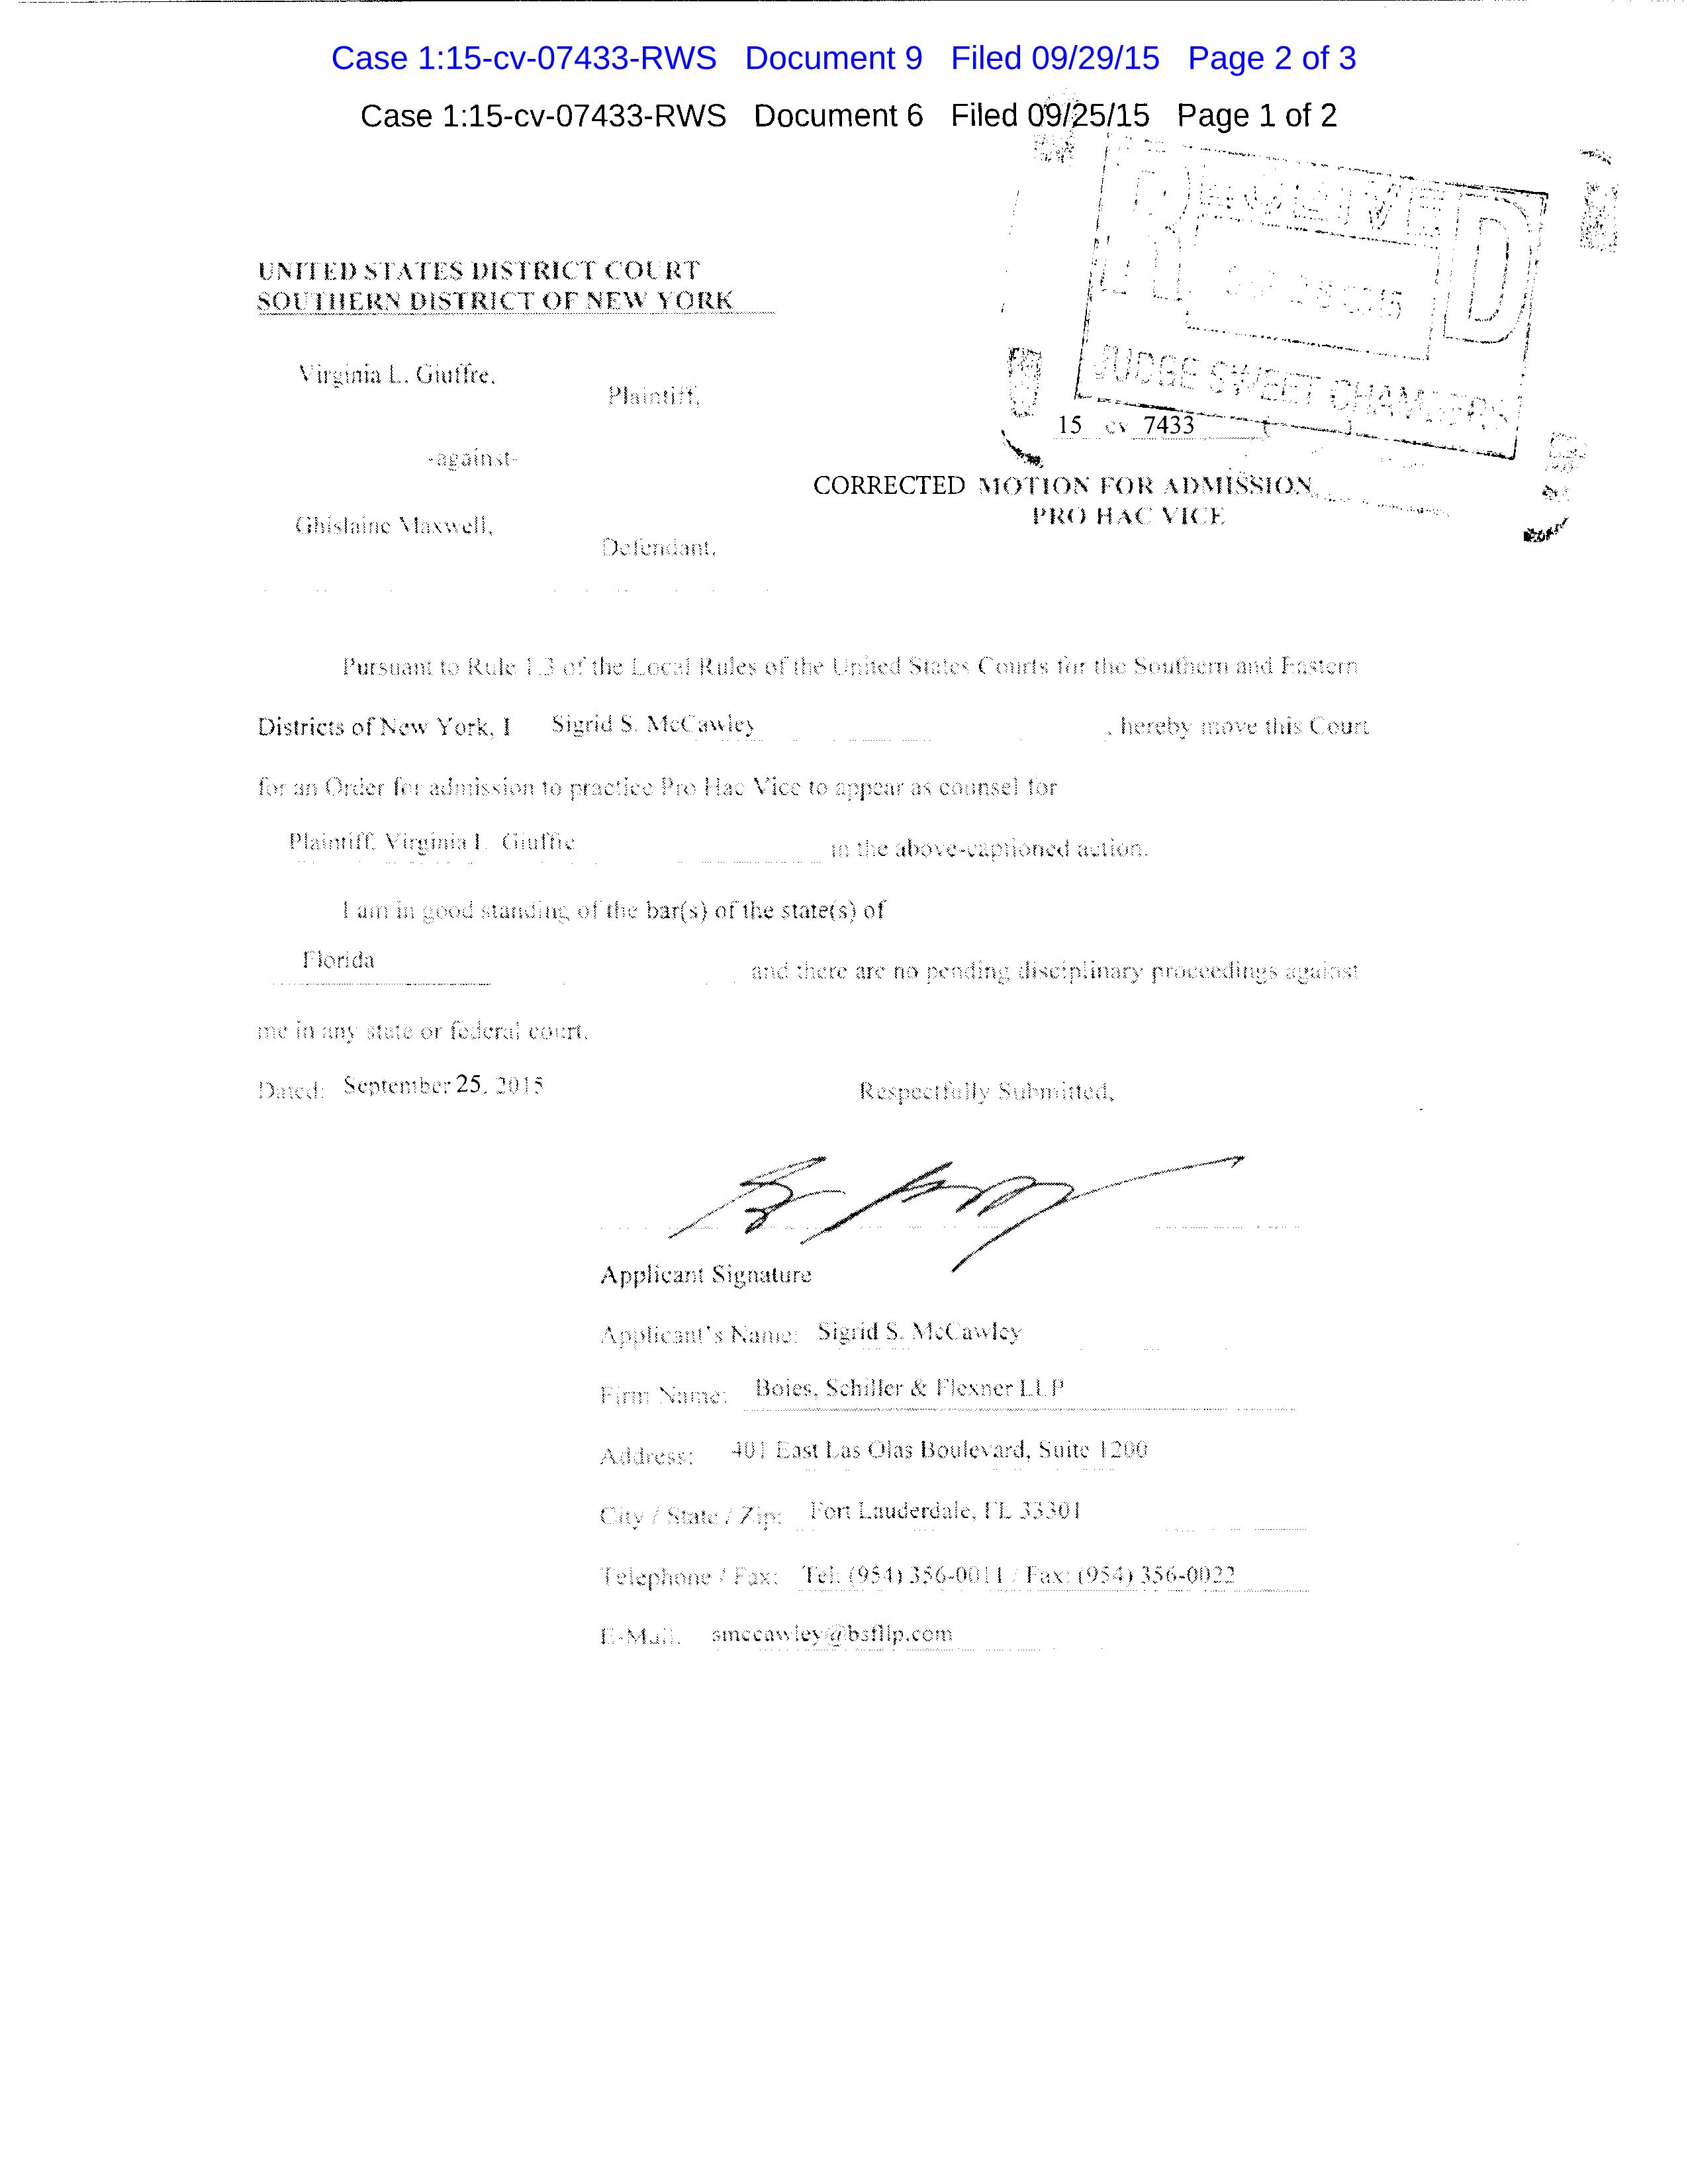 Case 1:15-cv-07433-RWS Document 9 Filed 09/29/15 Page 2 of 3
Case 1:15-cv-07433-RWS Document 6 Filed 09/25/15 Page 1 of 2
RECEIVED
JUDGE SWEET CHAMBERS
UNITED STATES DISTRICT COURT
SOUTHERN DISTRICT OF NEW YORK
Virginia L. Giuffre,
Plaintiff,
15 cv 7433 ( )
-against-
CORRECTED MOTION FOR ADMISSION
PRO HAC VICE
Ghislaine Maxwell,
Defendant.
Pursuant to Rule 1.3 of the Local Rules of the United States Courts for the Southern and Eastern
Districts of New York, I Sigrid S. McCawley , hereby move this Court
for an Order for admission to practice Pro Hac Vice to appear as counsel for
Plaintiff, Virginia L. Giuffre in the above-captioned action.
I am in good standing of the bar(s) of the state(s) of
Florida and there are no pending disciplinary proceedings against
me in any state or federal court.
Dated: September 25, 2015 Respectfully Submitted,
Applicant Signature
Applicant's Name: Sigrid S. McCawley
Firm Name: Boies, Schiller & Flexner LLP
Address: 401 East Las Olas Boulevard, Suite 1200
City / State / Zip: Fort Lauderdale, FL 33301
Telephone / Fax: Tel: (954) 356-0011 / Fax: (954) 356-0022
E-Mail: smccawley@bsfllp.com